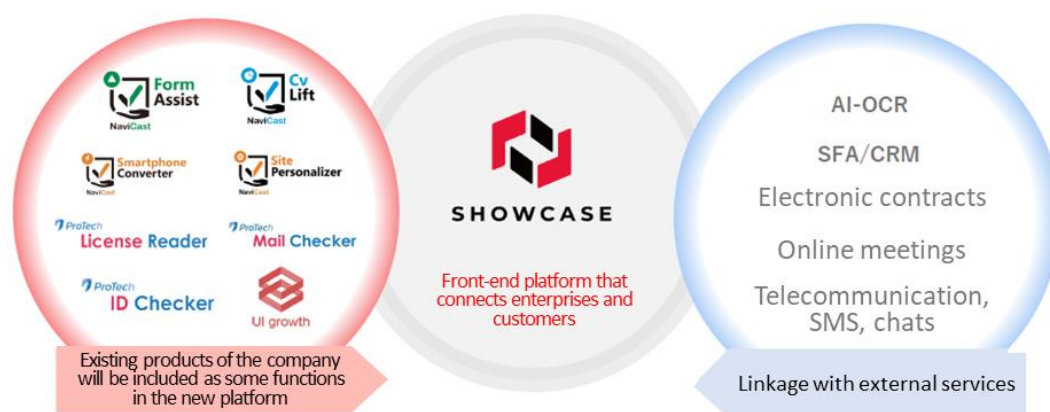 Form
Assist
NaviCast
Cv
Lift
NaviCast
Smartphone
Converter
NaviCast
Site
Personalizer
NaviCast
ProTech
License Reader
ProTech
Mail Checker
ProTech
ID Checker
UI growth
Existing products of the company
will be included as some functions
in the new platform
SHOWCASE
Front-end platform that
connects enterprises and
customers
AI-OCR
SFA/CRM
Electronic contracts
Online meetings
Telecommunication,
SMS, chats
Linkage with external services